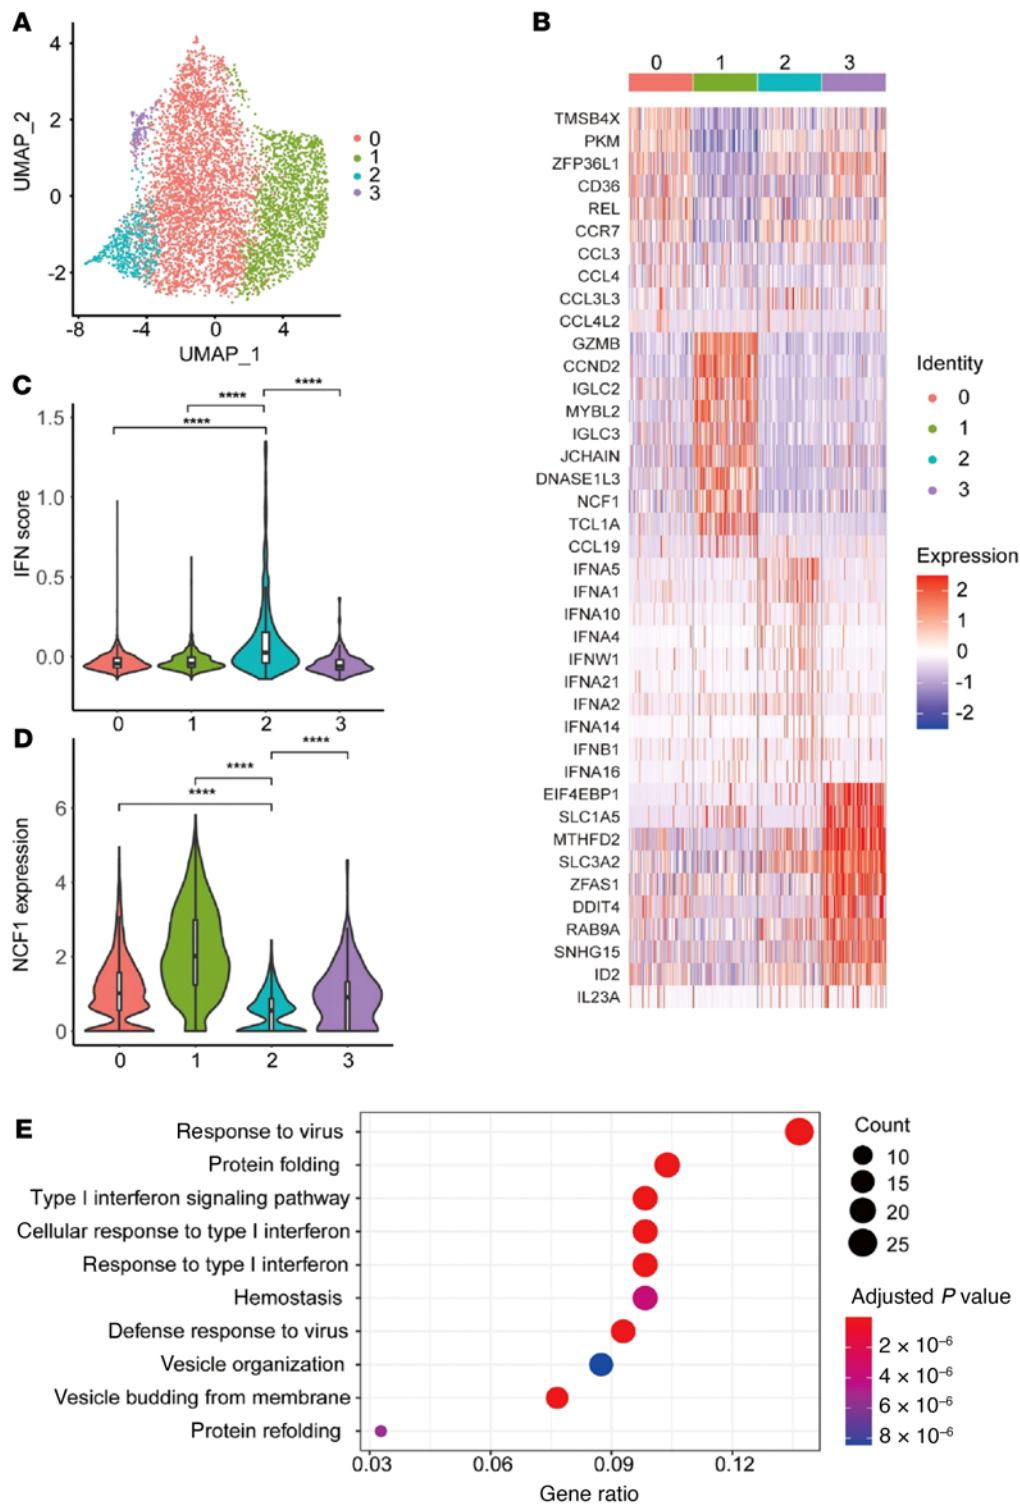 A
UMAP_2
4
2
0
-2
-8
-4
0
4
UMAP_1
0
1
2
3
B
0 1 2 3
TMSB4X
PKM
ZFP36L1
CD36
REL
CCR7
CCL3
CCL4
CCL3L3
CCL4L2
GZMB
CCND2
IGLC2
MYBL2
IGLC3
JCHAIN
DNASE1L3
NCF1
TCL1A
CCL19
IFNA5
IFNA1
IFNA10
IFNA4
IFNW1
IFNA21
IFNA2
IFNA14
IFNB1
IFNA16
EIF4EBP1
SLC1A5
MTHFD2
SLC3A2
ZFAS1
DDIT4
RAB9A
SNHG15
ID2
IL23A
Identity
0
1
2
3
Expression
2
1
0
-1
-2
C
IFN score
1.5
1.0
0.5
0.0
****
****
****
0 1 2 3
D
NCF1 expression
6
4
2
0
****
****
****
0 1 2 3
E
Response to virus
Protein folding
Type I interferon signaling pathway
Cellular response to type I interferon
Response to type I interferon
Hemostasis
Defense response to virus
Vesicle organization
Vesicle budding from membrane
Protein refolding
0.03 0.06 0.09 0.12
Gene ratio
Count
10
15
20
25
Adjusted P value
2 × 10⁻⁶
4 × 10⁻⁶
6 × 10⁻⁶
8 × 10⁻⁶